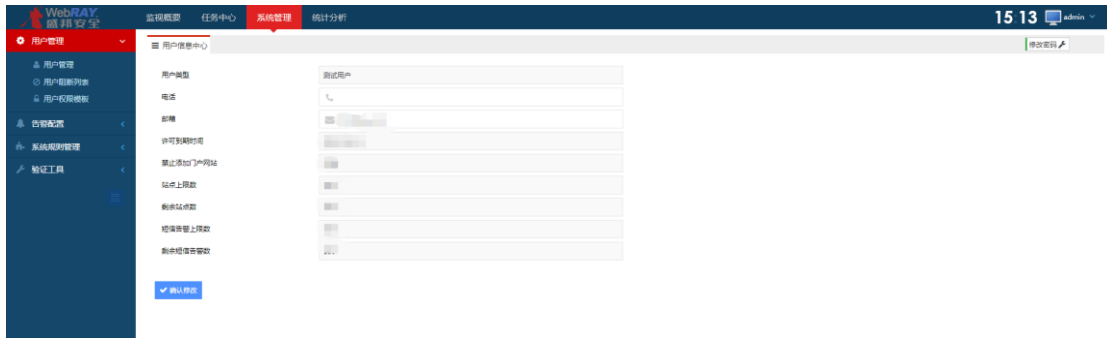 WebRAY
盛邦安全
监视概要 任务中心 系统管理 统计分析
15:13 admin
用户管理
用户信息中心
修改密码
用户管理
用户阻断列表
用户权限模板
告警配置
系统规则管理
验证工具
用户类型 测试用户
电话
邮箱
许可到期时间
禁止添加门户网站
站点上限数
剩余站点数
短信告警上限数
剩余短信告警数
确认修改